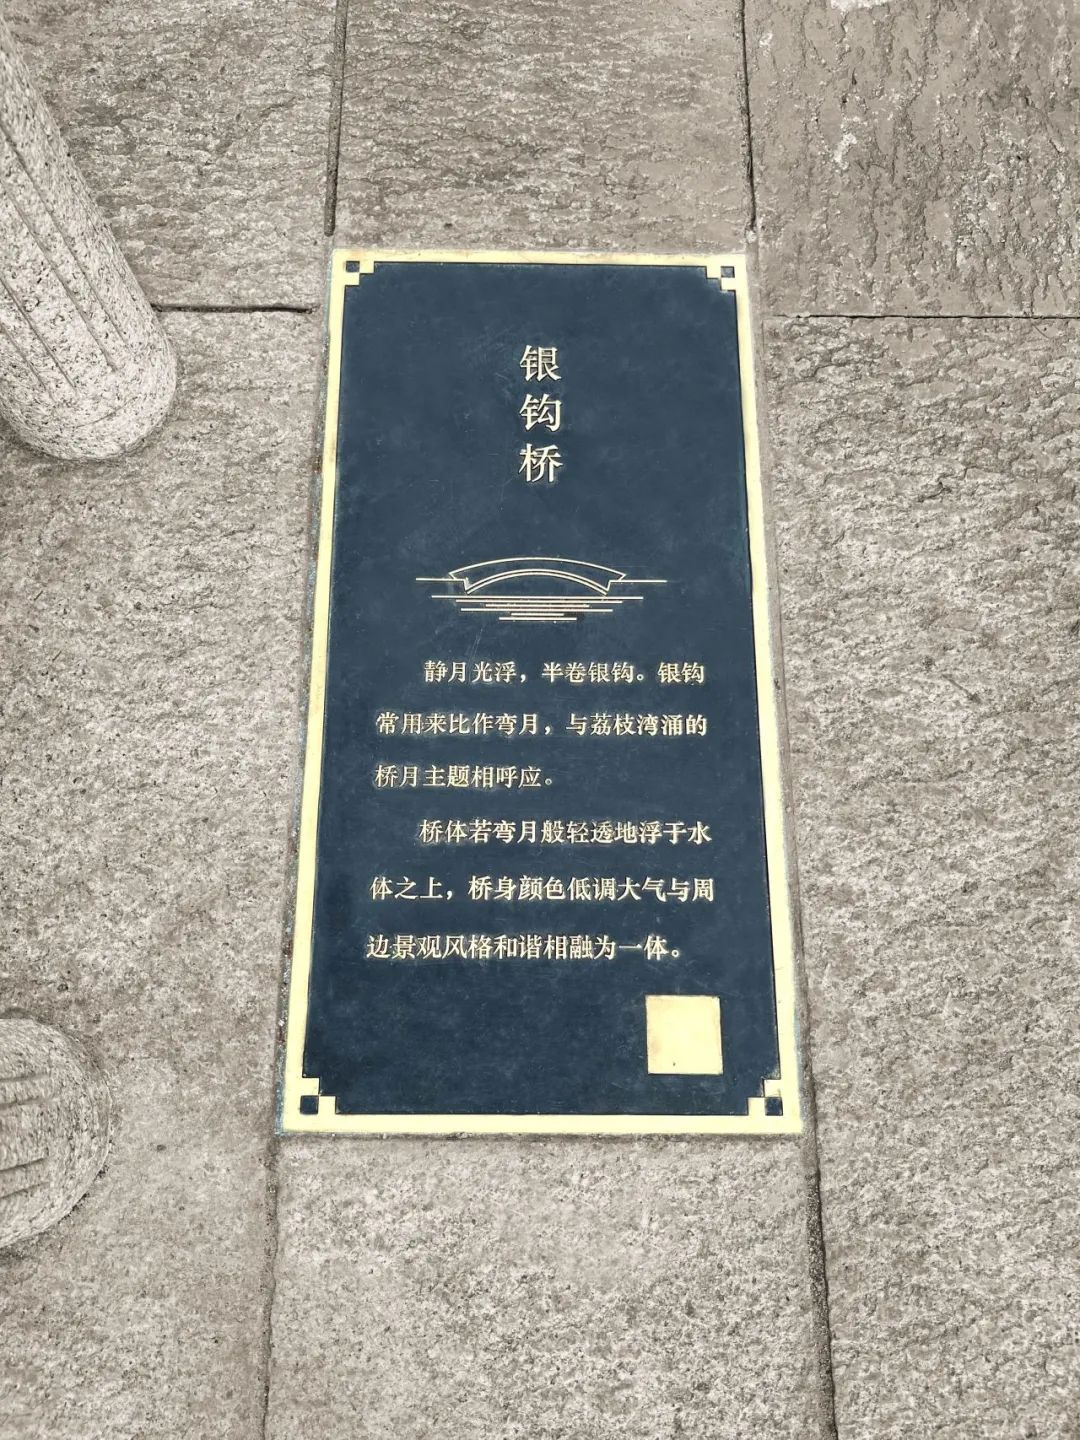 银钩桥
静月光浮，半卷银钩。银钩
常用来比作弯月，与荔枝湾涌的
桥月主题相呼应。
桥体若弯月般轻透地浮于水
体之上，桥身颜色低调大气与周
边景观风格和谐相融为一体。